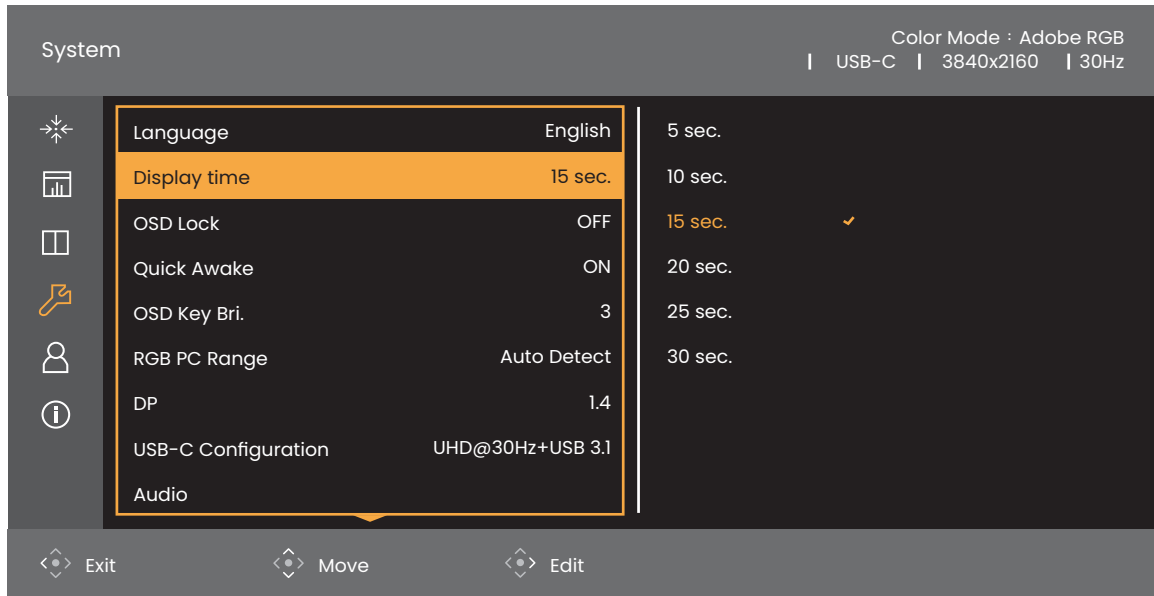 System
Color Mode : Adobe RGB
| USB-C | 3840x2160 | 30Hz
Language English
Display time 15 sec.
OSD Lock OFF
Quick Awake ON
OSD Key Bri. 3
RGB PC Range Auto Detect
DP 1.4
USB-C Configuration UHD@30Hz+USB 3.1
Audio
5 sec.
10 sec.
15 sec.
20 sec.
25 sec.
30 sec.
Exit Move Edit